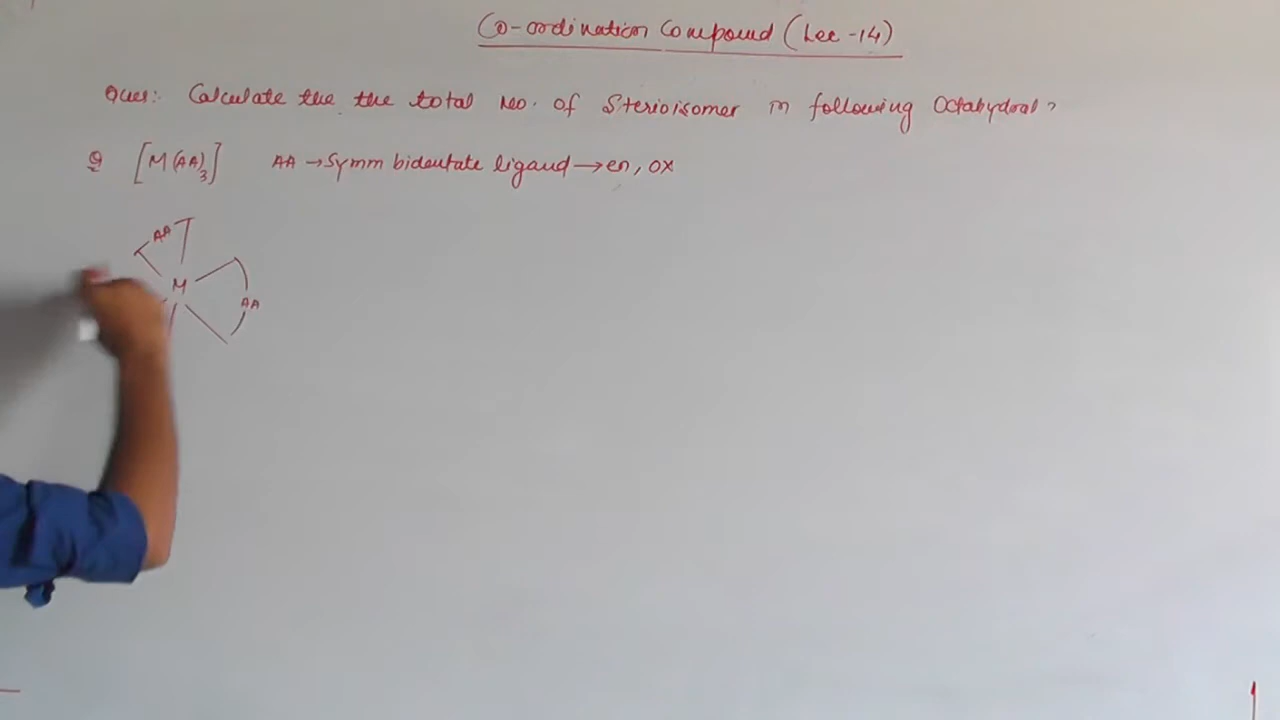 Co-ordination Compound (Lec-14)
Ques: Calculate the the total No. of Sterioisomer in following Octahydral?
[M(AA)3] AA → Symm bidentate ligand → en, ox
AA
M
AA